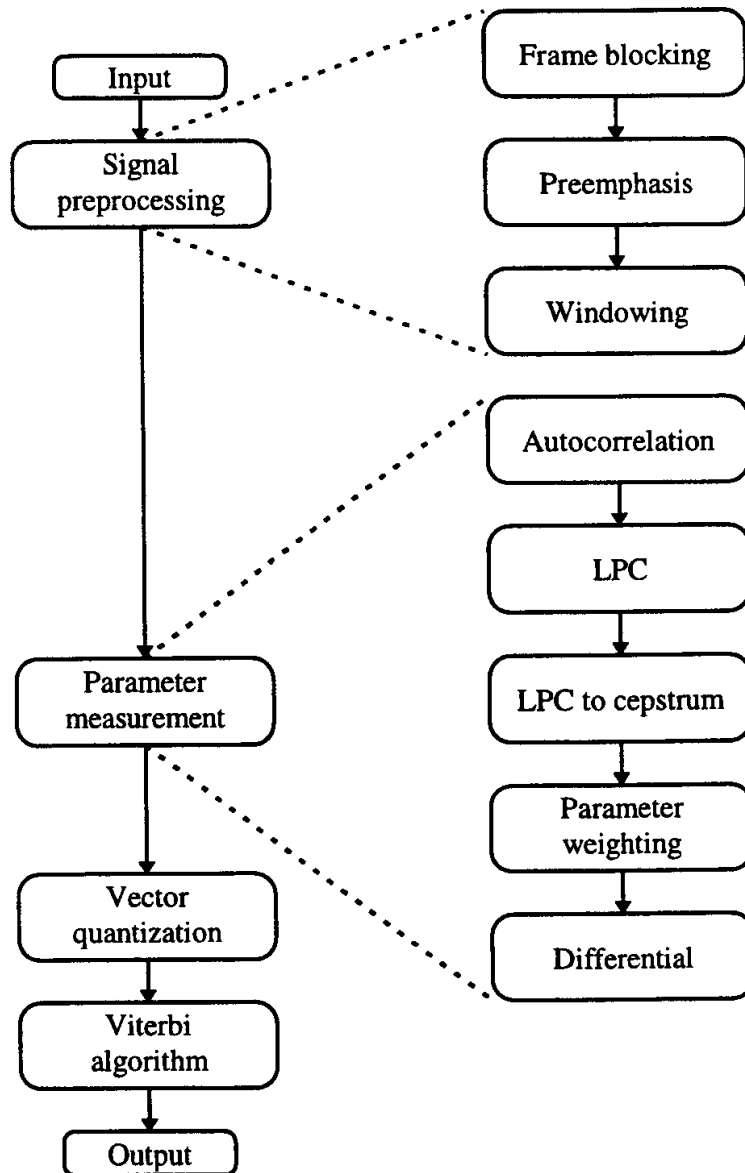 Input
Signal
preprocessing
Parameter
measurement
Vector
quantization
Viterbi
algorithm
Output
Frame blocking
Preemphasis
Windowing
Autocorrelation
LPC
LPC to cepstrum
Parameter
weighting
Differential